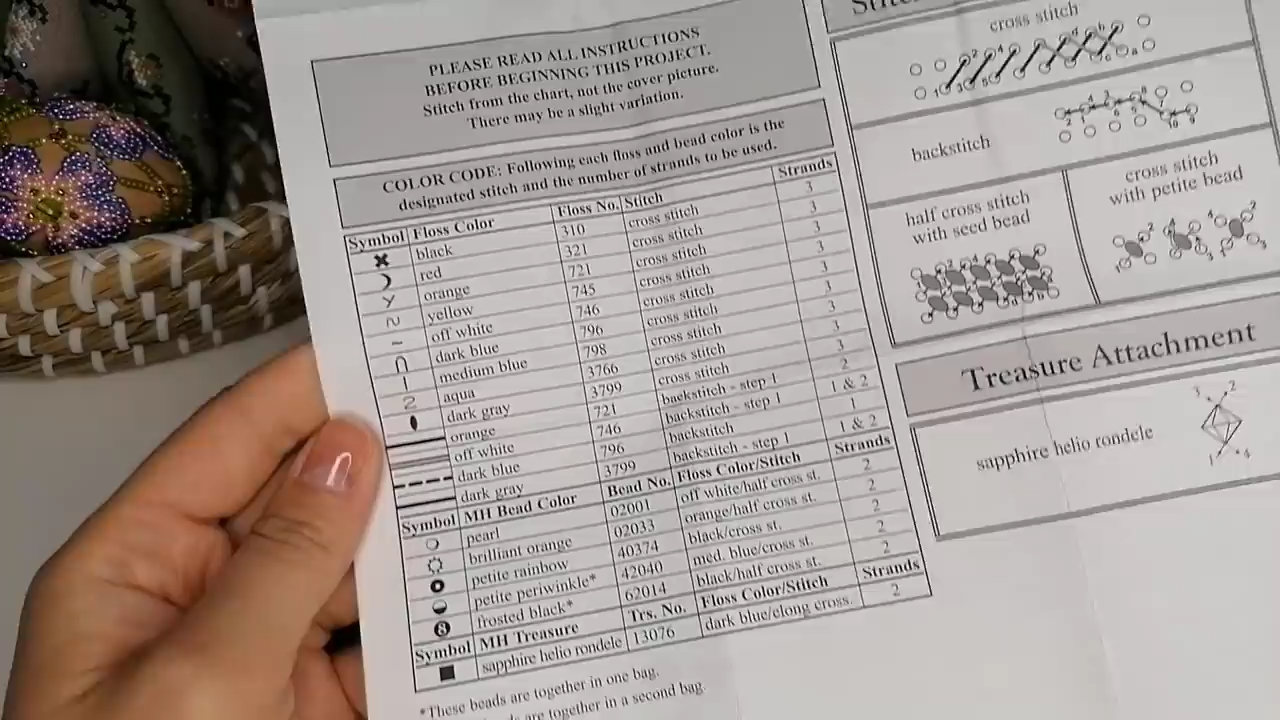 PLEASE READ ALL INSTRUCTIONS
BEFORE BEGINNING THIS PROJECT.
Stitch from the chart, not the cover picture.
There may be a slight variation.
COLOR CODE: Following each floss and bead color is the
designated stitch and the number of strands to be used.
Symbol Floss Color Floss No. Stitch Strands
black 310 cross stitch 3
red 321 cross stitch 3
orange 721 cross stitch 3
yellow 745 cross stitch 3
off white 746 cross stitch 3
dark blue 796 cross stitch 3
medium blue 798 cross stitch 3
aqua 3766 cross stitch 3
dark gray 3799 cross stitch 3
orange 721 backstitch - step 1 2
off white 746 backstitch - step 1 1 & 2
dark blue 796 backstitch 1
dark gray 3799 backstitch - step 1 1 & 2
Symbol MH Bead Color Bead No. Floss Color/Stitch Strands
pearl 02001 off white/half cross st. 2
brilliant orange 02033 orange/half cross st. 2
petite rainbow 40374 black/cross st. 2
petite periwinkle* 42040 med. blue/cross st. 2
frosted black* 62014 black/half cross st. 2
Symbol MH Treasure Trs. No. Floss Color/Stitch Strands
sapphire helio rondele 13076 dark blue/elong cross. 2
*These beads are together in one bag.
are together in a second bag.
cross stitch
backstitch
half cross stitch
with seed bead
cross stitch
with petite bead
Treasure Attachment
sapphire helio rondele